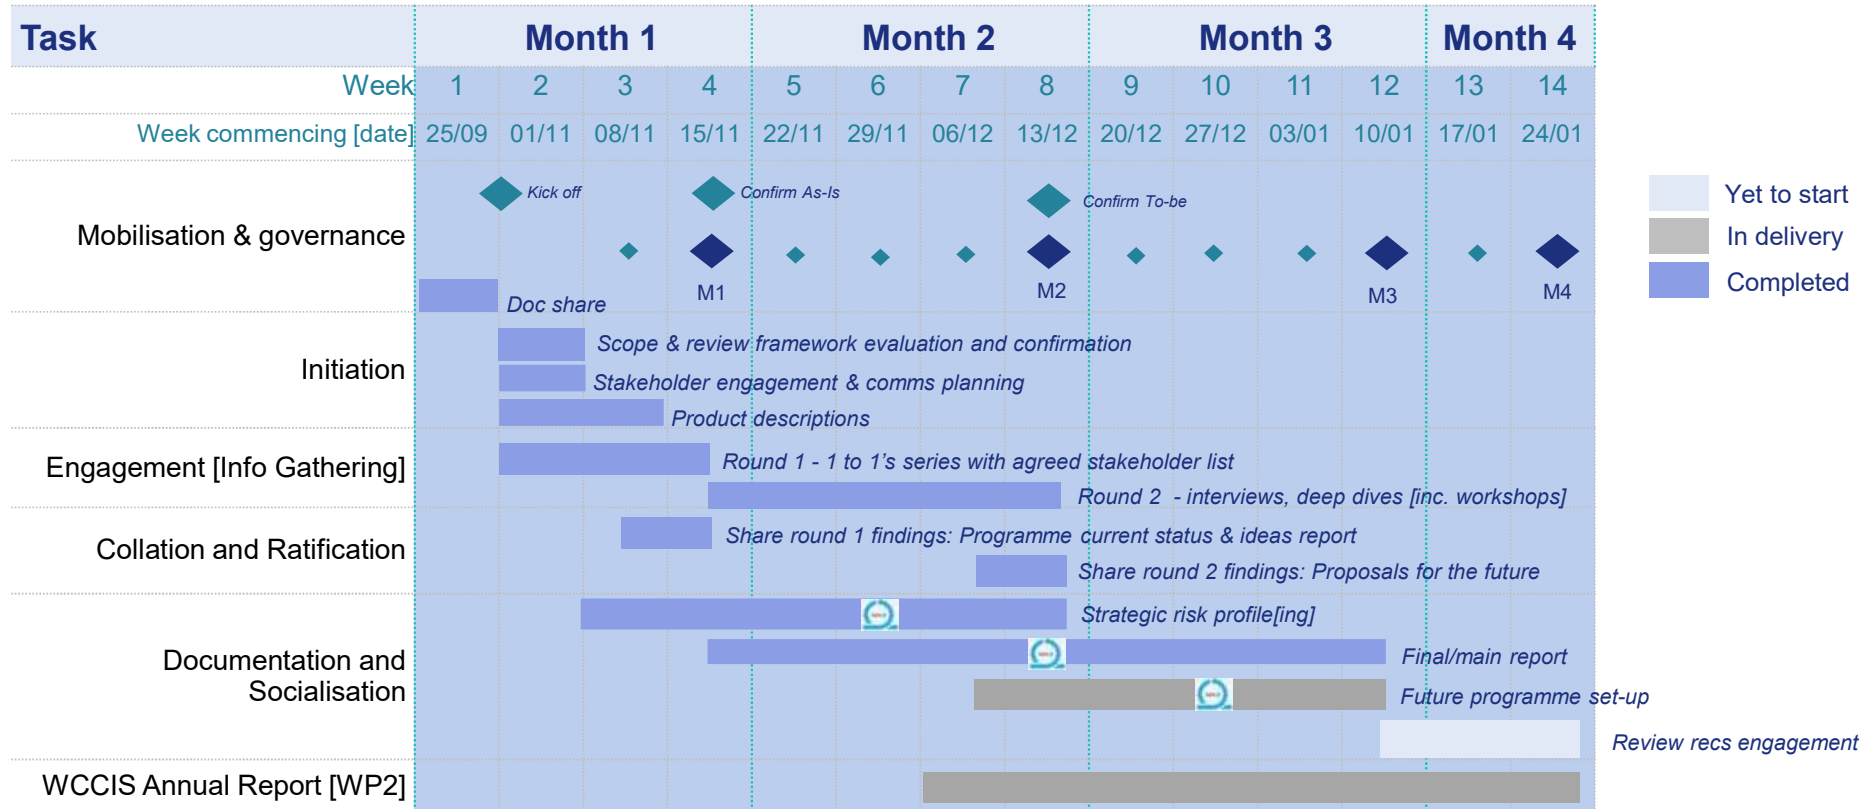 Task Month 1 Month 2 Month 3 Month 4
Week 1 2 3 4 5 6 7 8 9 10 11 12 13 14
Week commencing [date] 25/09 01/11 08/11 15/11 22/11 29/11 06/12 13/12 20/12 27/12 03/01 10/01 17/01 24/01
Yet to start
In delivery
Completed
Mobilisation & governance
Kick off
Confirm As-Is
Confirm To-be
M1
M2
M3
M4
Doc share
Initiation
Scope & review framework evaluation and confirmation
Stakeholder engagement & comms planning
Product descriptions
Engagement [Info Gathering]
Round 1 - 1 to 1’s series with agreed stakeholder list
Round 2 - interviews, deep dives [inc. workshops]
Collation and Ratification
Share round 1 findings: Programme current status & ideas report
Share round 2 findings: Proposals for the future
Documentation and
Socialisation
Strategic risk profile[ing]
Final/main report
Future programme set-up
Review recs engagement
WCCIS Annual Report [WP2]